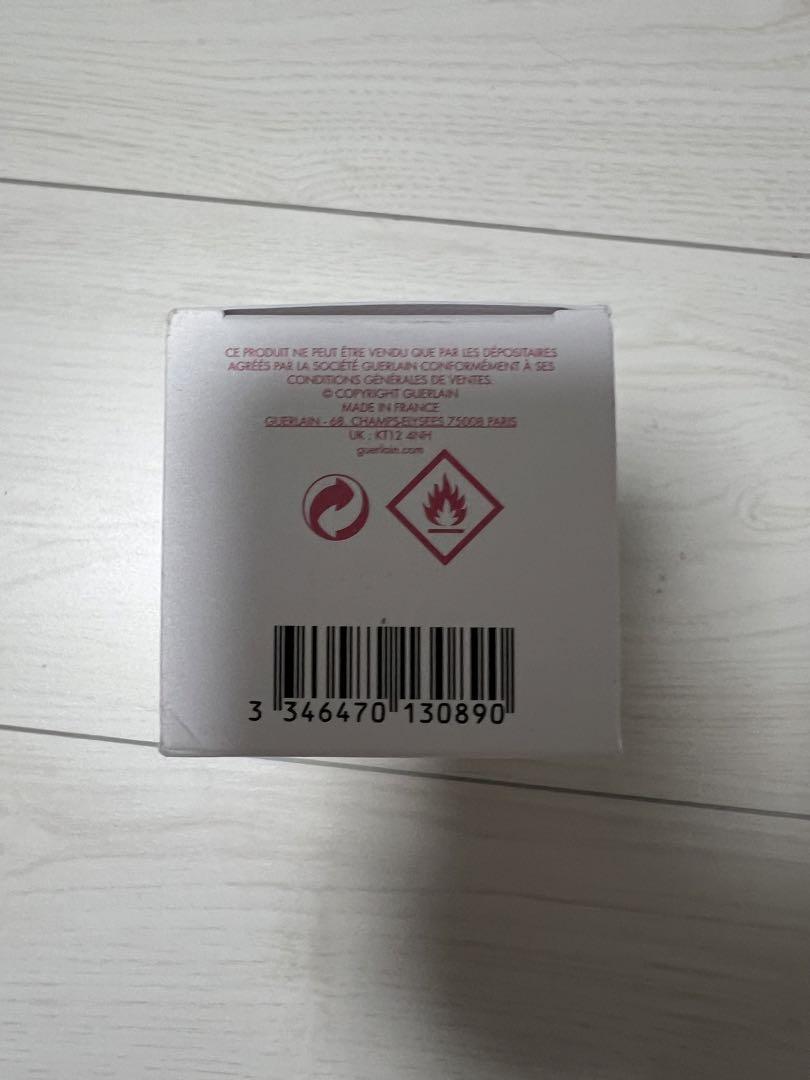 CE PRODUIT NE PEUT ÊTRE VENDU QUE PAR LES DÉPOSITAIRES
AGRÉÉS PAR LA SOCIÉTÉ GUERLAIN CONFORMÉMENT À SES
CONDITIONS GÉNÉRALES DE VENTES.
© COPYRIGHT GUERLAIN
MADE IN FRANCE
GUERLAIN - 68, CHAMPS-ELYSEES 75008 PARIS
UK : KT12 4NH
guerlain.com
3 346470 130890